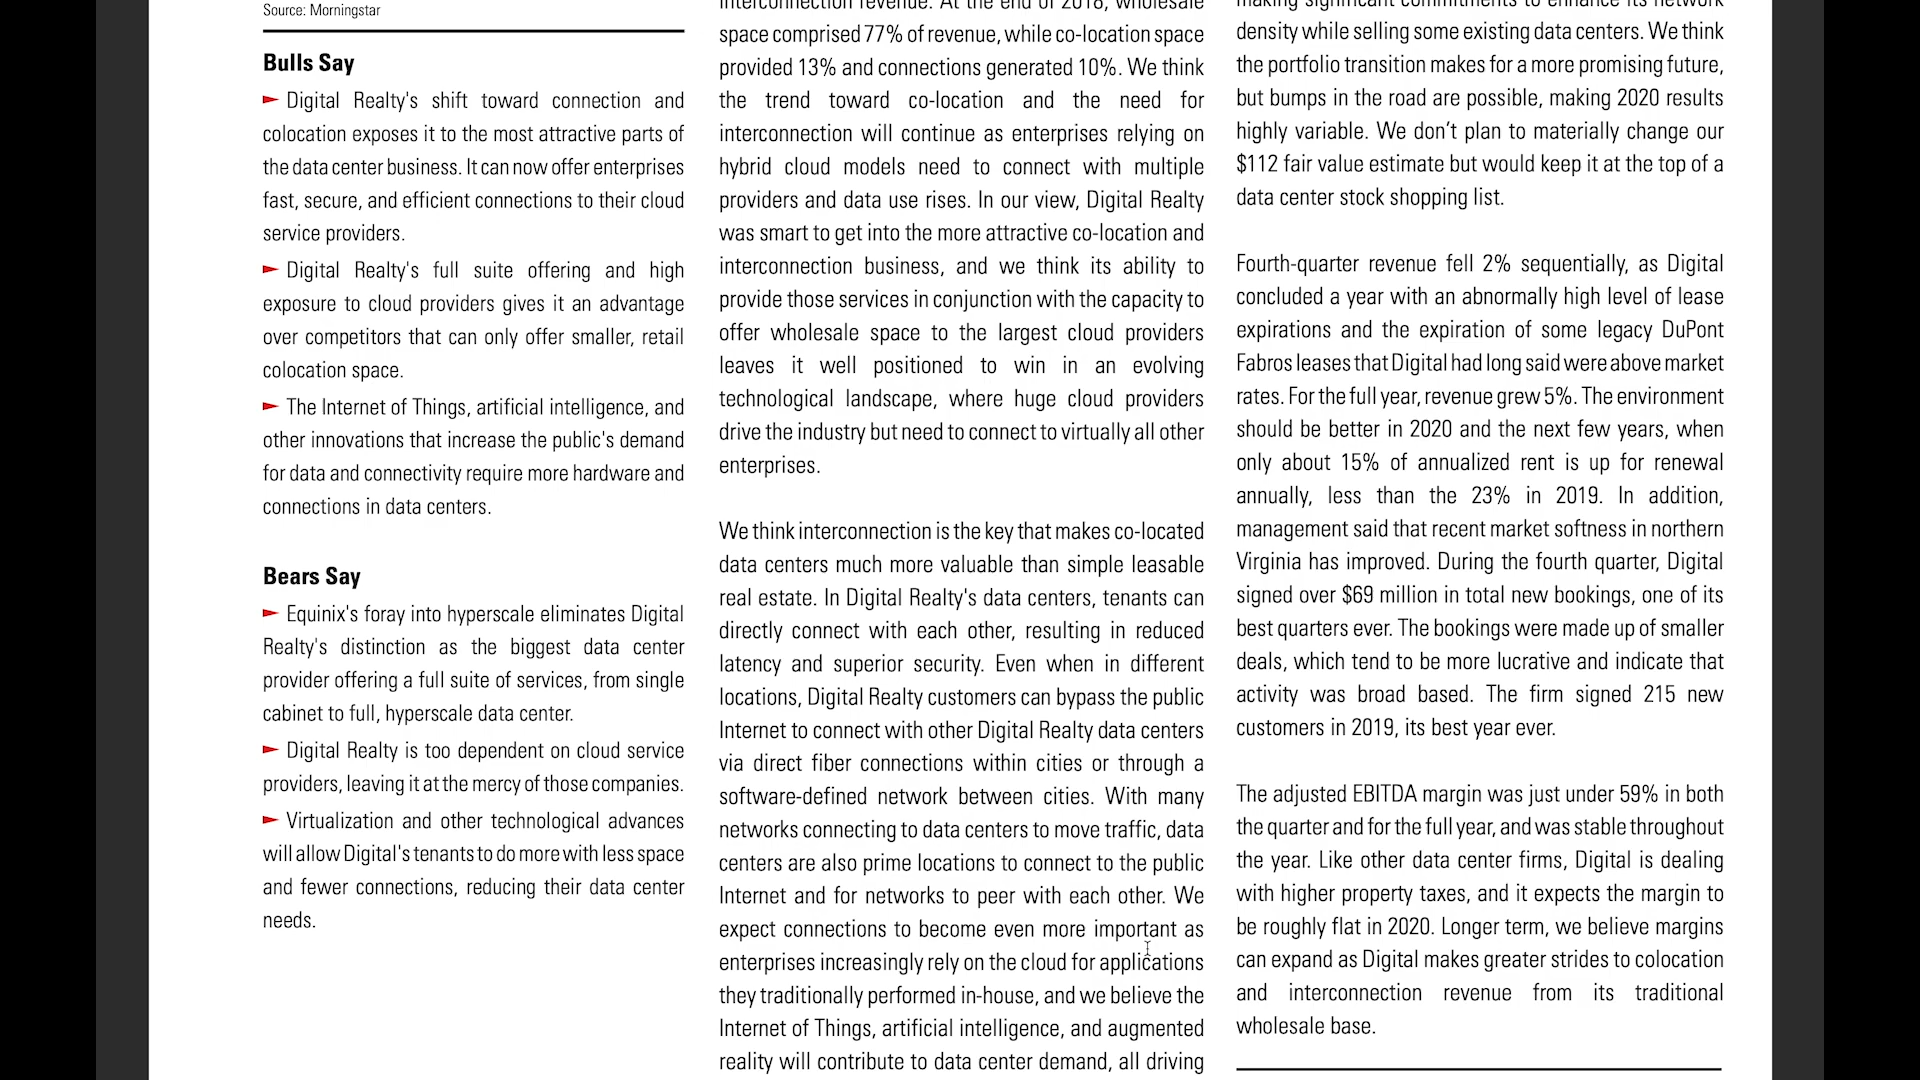 Source: Morningstar
Bulls Say
Digital Realty's shift toward connection and
colocation exposes it to the most attractive parts of
the data center business. It can now offer enterprises
fast, secure, and efficient connections to their cloud
service providers.
Digital Realty's full suite offering and high
exposure to cloud providers gives it an advantage
over competitors that can only offer smaller, retail
colocation space.
The Internet of Things, artificial intelligence, and
other innovations that increase the public's demand
for data and connectivity require more hardware and
connections in data centers.
Bears Say
Equinix's foray into hyperscale eliminates Digital
Realty's distinction as the biggest data center
provider offering a full suite of services, from single
cabinet to full, hyperscale data center.
Digital Realty is too dependent on cloud service
providers, leaving it at the mercy of those companies.
Virtualization and other technological advances
will allow Digital's tenants to do more with less space
and fewer connections, reducing their data center
needs.
interconnection revenue. At the end of 2018, wholesale
space comprised 77% of revenue, while co-location space
provided 13% and connections generated 10%. We think
the trend toward co-location and the need for
interconnection will continue as enterprises relying on
hybrid cloud models need to connect with multiple
providers and data use rises. In our view, Digital Realty
was smart to get into the more attractive co-location and
interconnection business, and we think its ability to
provide those services in conjunction with the capacity to
offer wholesale space to the largest cloud providers
leaves it well positioned to win in an evolving
technological landscape, where huge cloud providers
drive the industry but need to connect to virtually all other
enterprises.
We think interconnection is the key that makes co-located
data centers much more valuable than simple leasable
real estate. In Digital Realty's data centers, tenants can
directly connect with each other, resulting in reduced
latency and superior security. Even when in different
locations, Digital Realty customers can bypass the public
Internet to connect with other Digital Realty data centers
via direct fiber connections within cities or through a
software-defined network between cities. With many
networks connecting to data centers to move traffic, data
centers are also prime locations to connect to the public
Internet and for networks to peer with each other. We
expect connections to become even more important as
enterprises increasingly rely on the cloud for applications
they traditionally performed in-house, and we believe the
Internet of Things, artificial intelligence, and augmented
reality will contribute to data center demand, all driving
making significant commitments to enhance its network
density while selling some existing data centers. We think
the portfolio transition makes for a more promising future,
but bumps in the road are possible, making 2020 results
highly variable. We don’t plan to materially change our
$112 fair value estimate but would keep it at the top of a
data center stock shopping list.
Fourth-quarter revenue fell 2% sequentially, as Digital
concluded a year with an abnormally high level of lease
expirations and the expiration of some legacy DuPont
Fabros leases that Digital had long said were above market
rates. For the full year, revenue grew 5%. The environment
should be better in 2020 and the next few years, when
only about 15% of annualized rent is up for renewal
annually, less than the 23% in 2019. In addition,
management said that recent market softness in northern
Virginia has improved. During the fourth quarter, Digital
signed over $69 million in total new bookings, one of its
best quarters ever. The bookings were made up of smaller
deals, which tend to be more lucrative and indicate that
activity was broad based. The firm signed 215 new
customers in 2019, its best year ever.
The adjusted EBITDA margin was just under 59% in both
the quarter and for the full year, and was stable throughout
the year. Like other data center firms, Digital is dealing
with higher property taxes, and it expects the margin to
be roughly flat in 2020. Longer term, we believe margins
can expand as Digital makes greater strides to colocation
and interconnection revenue from its traditional
wholesale base.